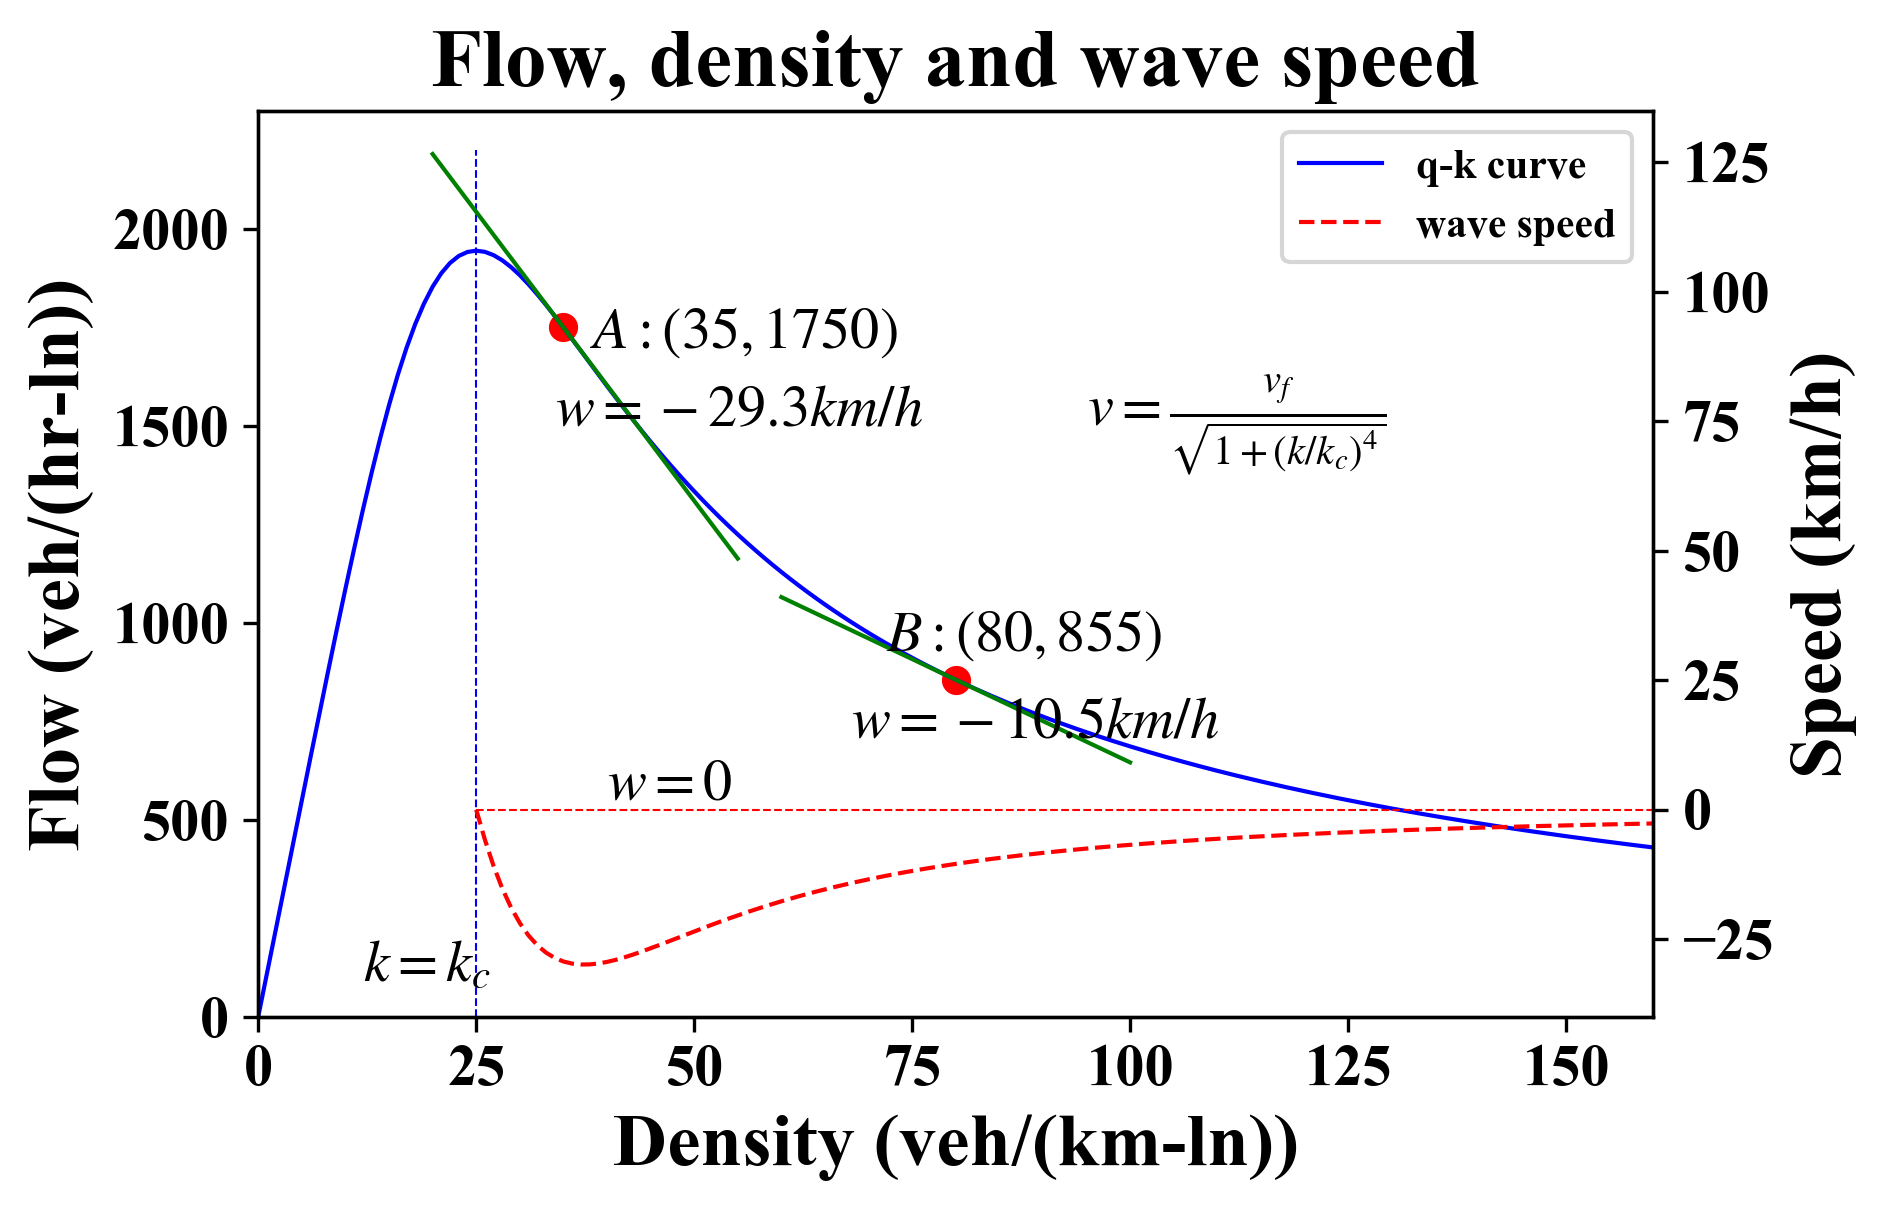 Flow, density and wave speed
q-k curve
wave speed
Flow (veh/(hr-ln))
2000
1500
1000
500
0
A:(35, 1750)
w = −29.3km/h
v = v_f / √(1+(k/k_c)^4)
B:(80, 855)
w = −10.5km/h
w = 0
k = k_c
125
100
75
50
25
0
−25
Speed (km/h)
0 25 50 75 100 125 150
Density (veh/(km-ln))